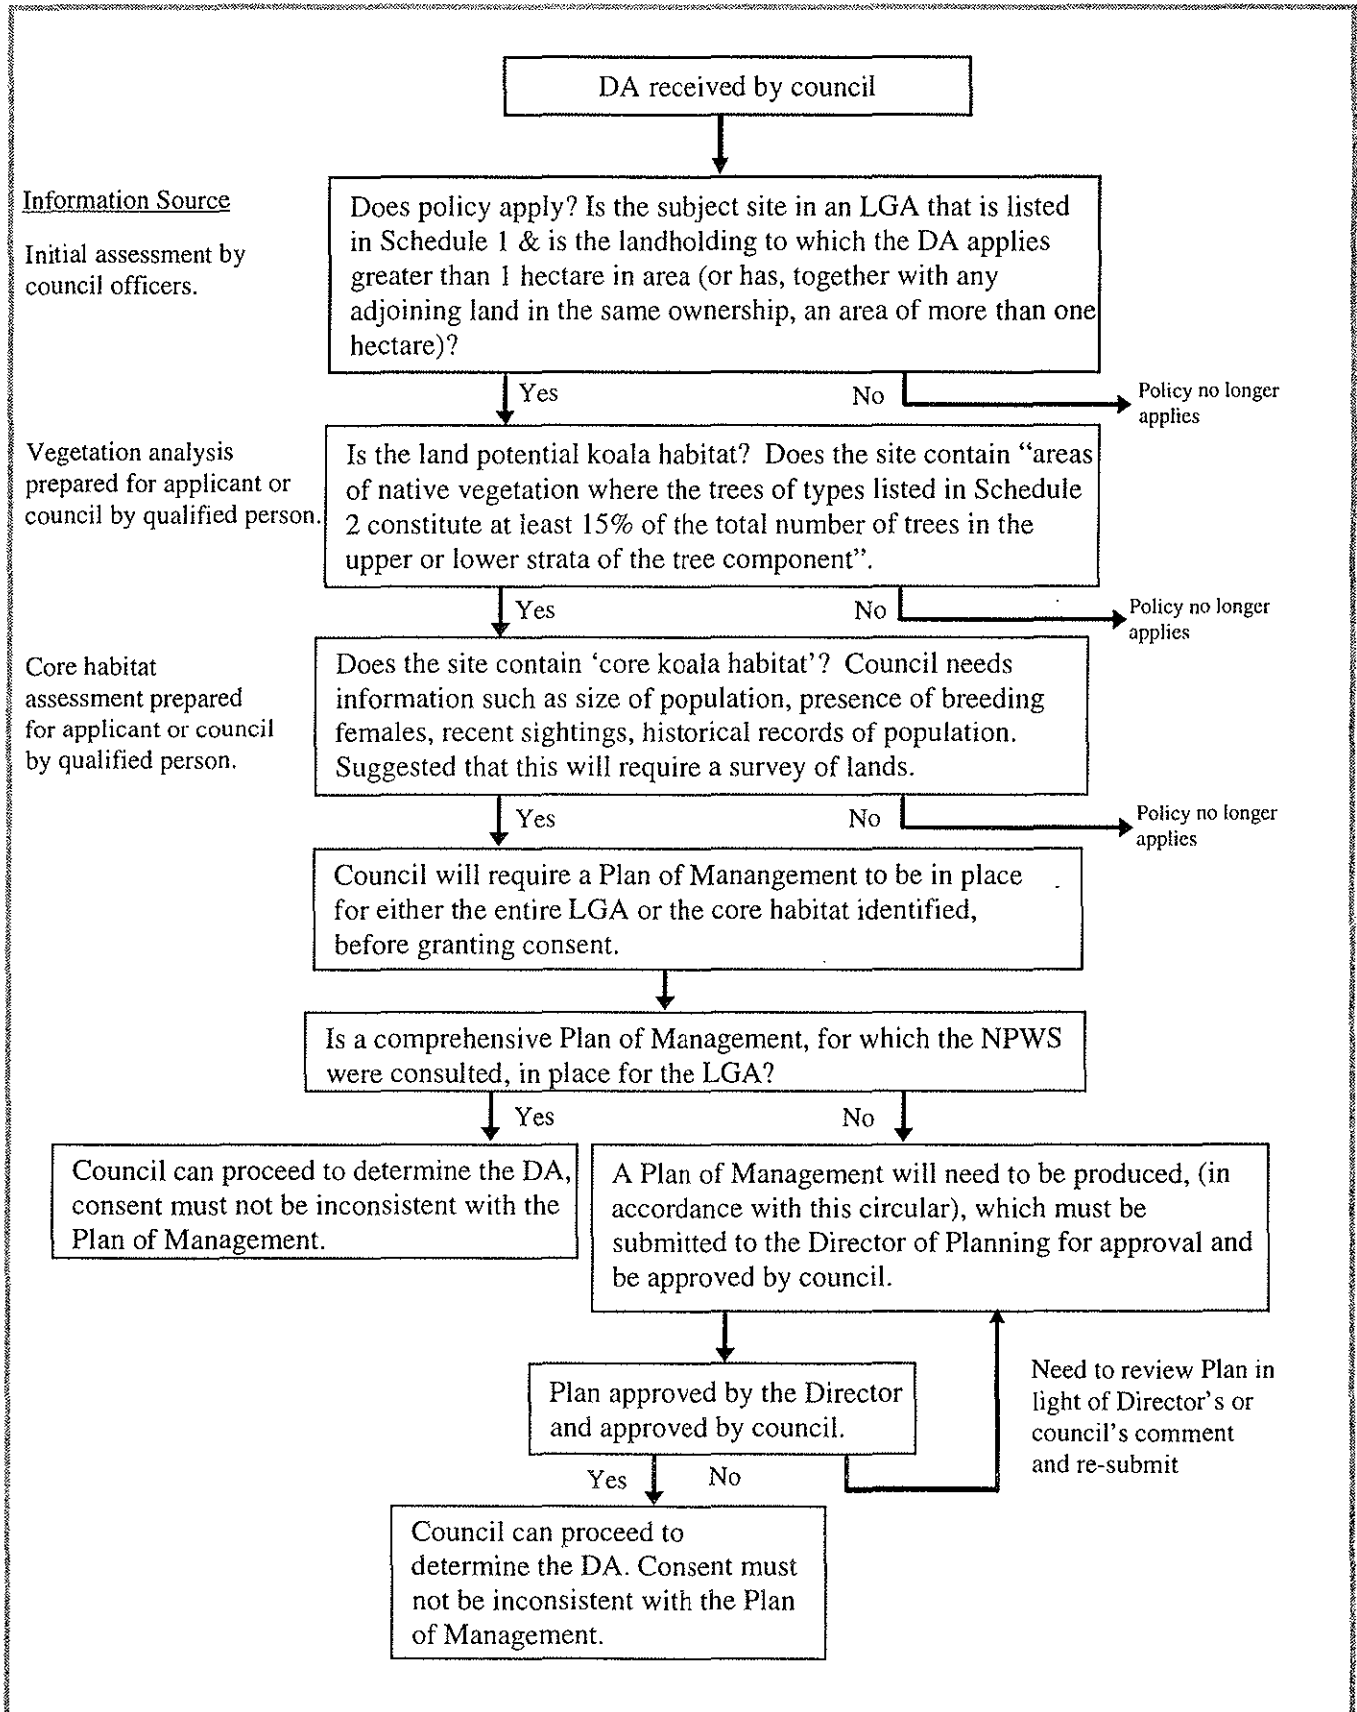 DA received by council
Information Source
Initial assessment by
council officers.
Does policy apply? Is the subject site in an LGA that is listed
in Schedule 1 & is the landholding to which the DA applies
greater than 1 hectare in area (or has, together with any
adjoining land in the same ownership, an area of more than one
hectare)?
Yes
No
Policy no longer
applies
Vegetation analysis
prepared for applicant or
council by qualified person.
Is the land potential koala habitat? Does the site contain “areas
of native vegetation where the trees of types listed in Schedule
2 constitute at least 15% of the total number of trees in the
upper or lower strata of the tree component”.
Yes
No
Policy no longer
applies
Core habitat
assessment prepared
for applicant or council
by qualified person.
Does the site contain ‘core koala habitat’? Council needs
information such as size of population, presence of breeding
females, recent sightings, historical records of population.
Suggested that this will require a survey of lands.
Yes
No
Policy no longer
applies
Council will require a Plan of Manangement to be in place
for either the entire LGA or the core habitat identified,
before granting consent.
Is a comprehensive Plan of Management, for which the NPWS
were consulted, in place for the LGA?
Yes
No
Council can proceed to determine the DA,
consent must not be inconsistent with the
Plan of Management.
A Plan of Management will need to be produced, (in
accordance with this circular), which must be
submitted to the Director of Planning for approval and
be approved by council.
Plan approved by the Director
and approved by council.
Need to review Plan in
light of Director’s or
council’s comment
and re-submit
Yes
No
Council can proceed to
determine the DA. Consent must
not be inconsistent with the Plan
of Management.